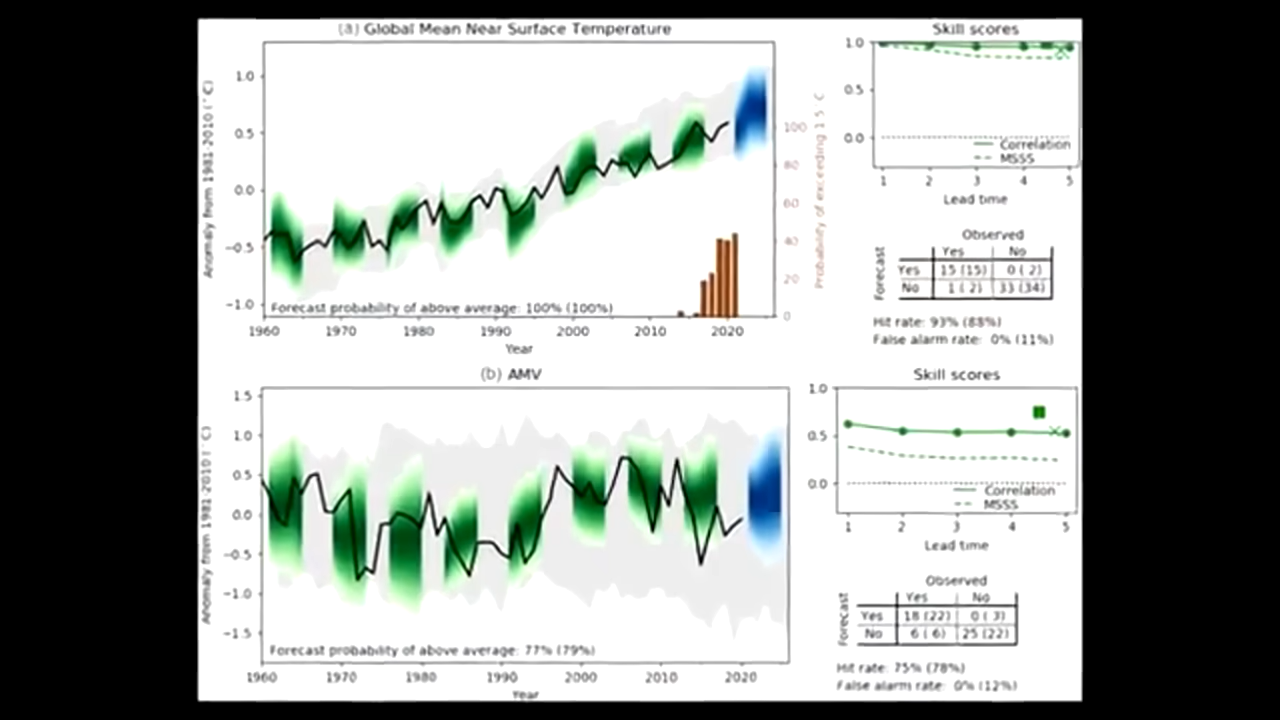 (a) Global Mean Near Surface Temperature
Anomaly from 1981-2010 (°C)
1.0
0.5
0.0
−0.5
−1.0
Forecast probability of above average: 100% (100%)
1960 1970 1980 1990 2000 2010 2020
Year
100
80
60
40
20
0
Probability of exceeding 1.5°C
Skill scores
1.0
0.5
0.0
Correlation
MSSS
1 2 3 4 5
Lead time
Observed
Forecast
Yes No
Yes 15 (15) 0 ( 2)
No 1 ( 2) 33 (34)
Hit rate: 93% (88%)
False alarm rate: 0% (11%)
(b) AMV
Anomaly from 1981-2010 (°C)
1.5
1.0
0.5
0.0
−0.5
−1.0
−1.5
Forecast probability of above average: 77% (79%)
1960 1970 1980 1990 2000 2010 2020
Year
Skill scores
1.0
0.5
0.0
Correlation
MSSS
1 2 3 4 5
Lead time
Observed
Forecast
Yes No
Yes 18 (22) 0 ( 3)
No 6 ( 6) 25 (22)
Hit rate: 75% (78%)
False alarm rate: 0% (12%)